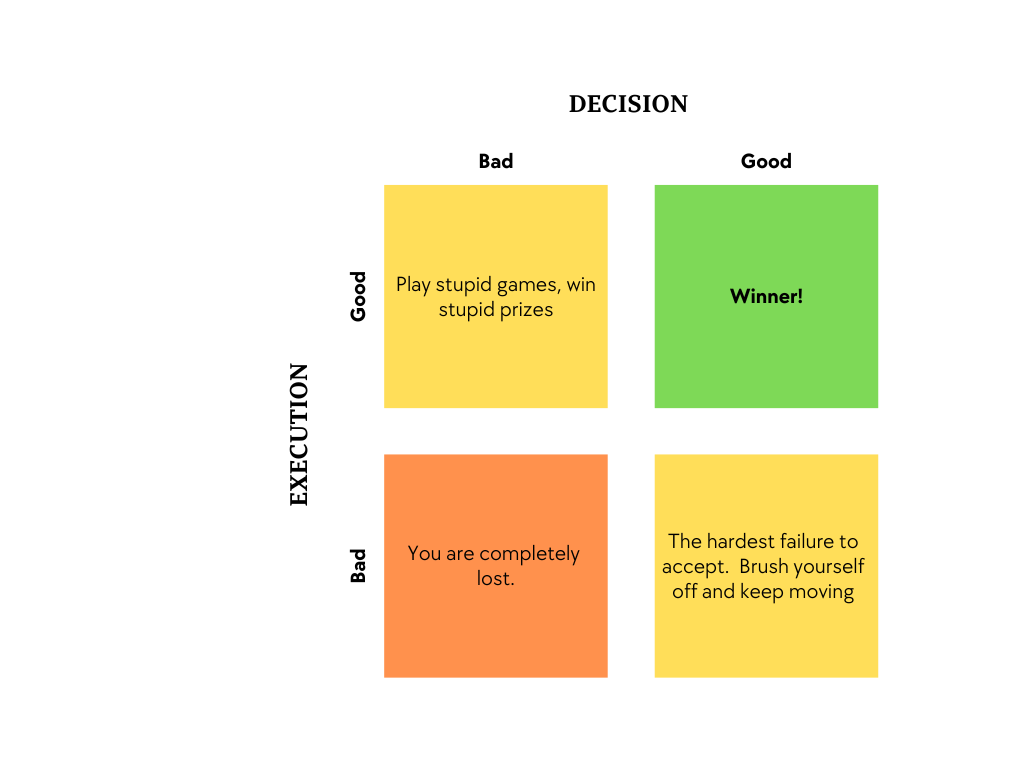 DECISION
Bad
Good
Good
Play stupid games, win
stupid prizes
Winner!
EXECUTION
Bad
You are completely
lost.
The hardest failure to
accept.  Brush yourself
off and keep moving